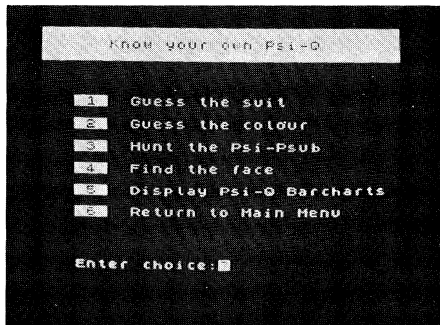 Know your own Psi-Q
1 Guess the suit
2 Guess the colour
3 Hunt the Psi-Psub
4 Find the face
5 Display Psi-Q Barcharts
6 Return to Main Menu
Enter choice: